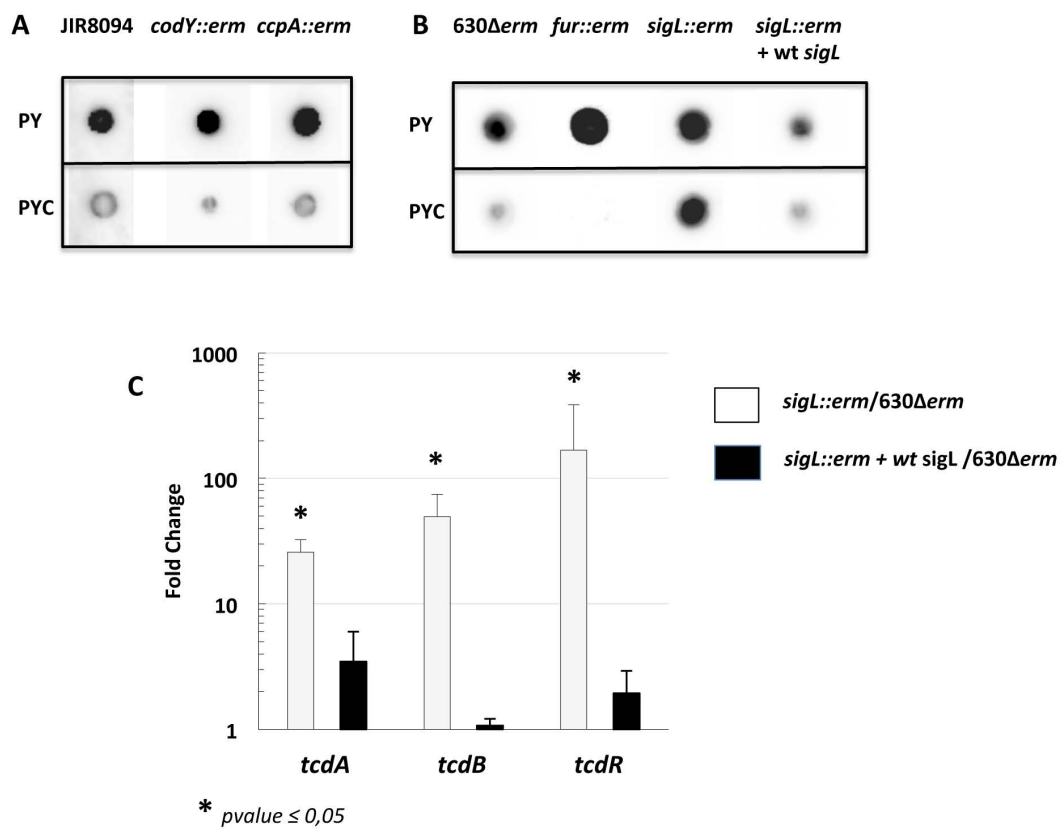 A JIR8094 codY::erm ccpA::erm
PY
PYC
B 630Δerm fur::erm sigL::erm sigL::erm
+ wt sigL
PY
PYC
C
1000
100
10
1
Fold Change
*
*
*
tcdA tcdB tcdR
sigL::erm/630Δerm
sigL::erm + wt sigL /630Δerm
* pvalue ≤ 0,05